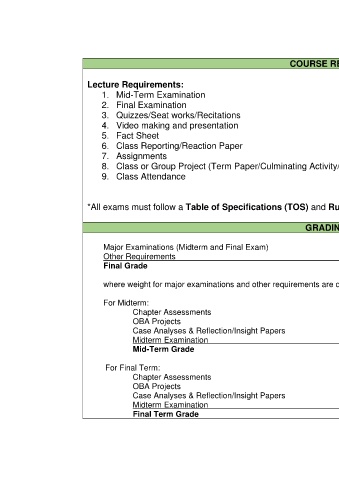 COURSE RE
Lecture Requirements:
1. Mid-Term Examination
2. Final Examination
3. Quizzes/Seat works/Recitations
4. Video making and presentation
5. Fact Sheet
6. Class Reporting/Reaction Paper
7. Assignments
8. Class or Group Project (Term Paper/Culminating Activity/
9. Class Attendance
*All exams must follow a Table of Specifications (TOS) and Ru
GRADIN
Major Examinations (Midterm and Final Exam)
Other Requirements
Final Grade
where weight for major examinations and other requirements are d
For Midterm:
Chapter Assessments
OBA Projects
Case Analyses & Reflection/Insight Papers
Midterm Examination
Mid-Term Grade
For Final Term:
Chapter Assessments
OBA Projects
Case Analyses & Reflection/Insight Papers
Midterm Examination
Final Term Grade